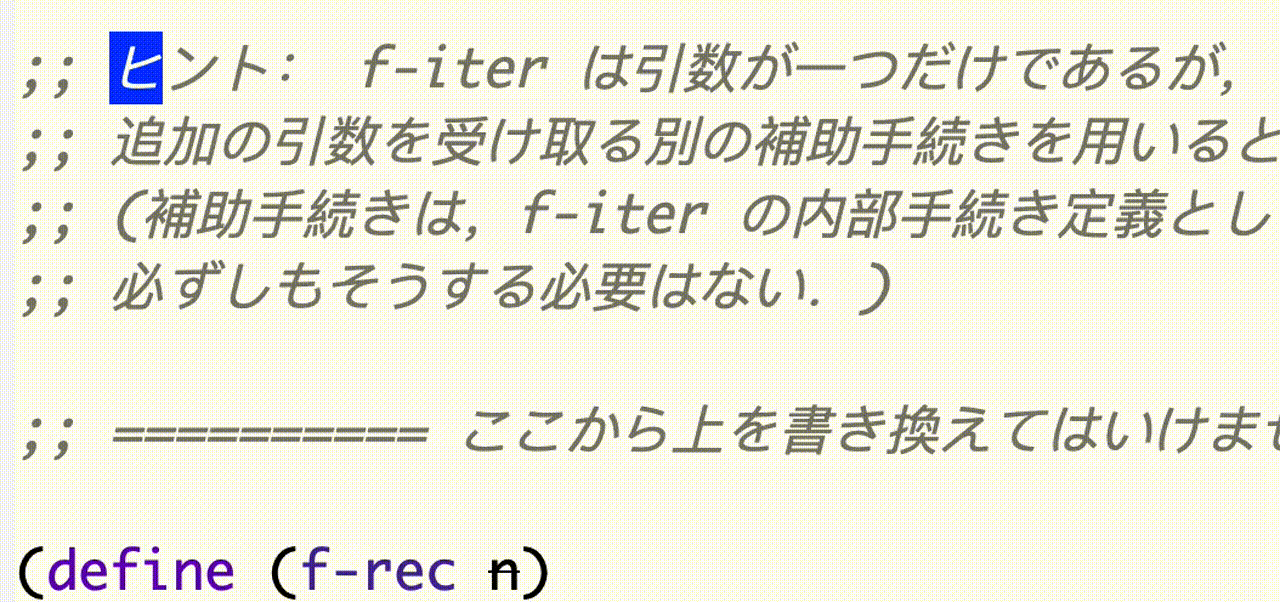 ;; ヒント: f-iter は引数が一つだけであるが,
;; 追加の引数を受け取る別の補助手続きを用いると
;; (補助手続きは, f-iter の内部手続き定義とし
;; 必ずしもそうする必要はない. )
;; ========== ここから上を書き換えてはいけませ
(define (f-rec n)